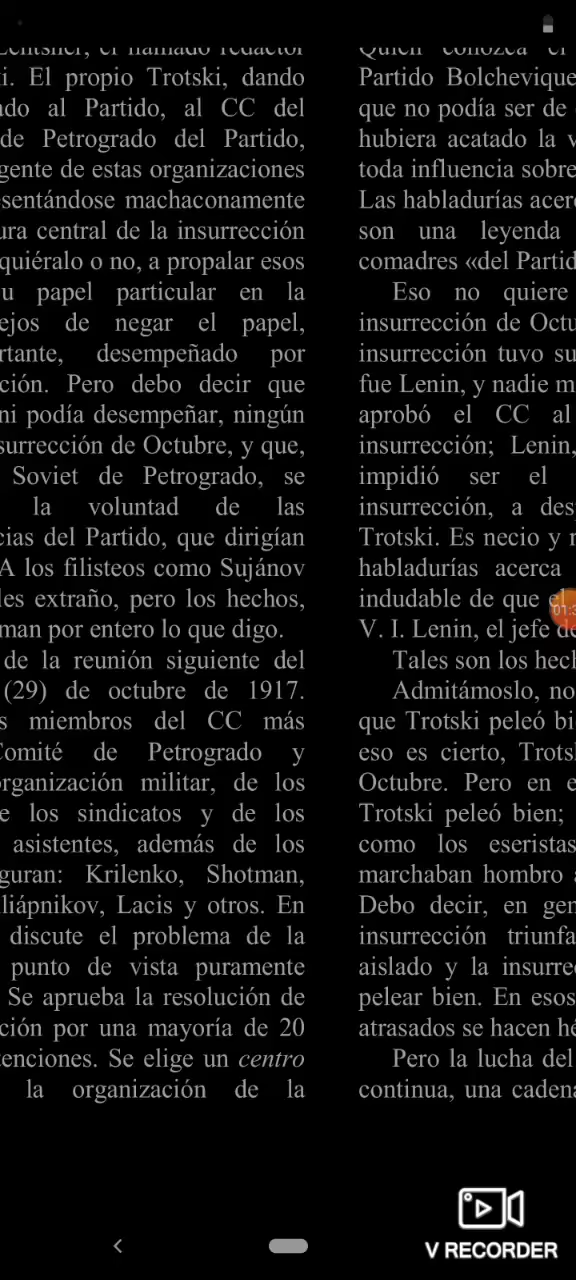 i. El propio Trotski, dando
ado al Partido, al CC del
de Petrogrado del Partido,
gente de estas organizaciones
esentándose machaconamente
ura central de la insurrección
quiéralo o no, a propalar esos
u papel particular en la
ejos de negar el papel,
rtante, desempeñado por
ción. Pero debo decir que
ni podía desempeñar, ningún
surrección de Octubre, y que,
Soviet de Petrogrado, se
la voluntad de las
cias del Partido, que dirigían
A los filisteos como Sujánov
les extraño, pero los hechos,
man por entero lo que digo.
de la reunión siguiente del
(29) de octubre de 1917.
s miembros del CC más
Comité de Petrogrado y
organización militar, de los
e los sindicatos y de los
asistentes, además de los
guran: Krilenko, Shotman,
liápnikov, Lacis y otros. En
discute el problema de la
punto de vista puramente
Se aprueba la resolución de
ción por una mayoría de 20
tenciones. Se elige un centro
la organización de la
Quien conozca el
Partido Bolchevique
que no podía ser de
hubiera acatado la v
toda influencia sobre
Las habladurías acerc
son una leyenda
comadres «del Partid
Eso no quiere
insurrección de Octu
insurrección tuvo su
fue Lenin, y nadie m
aprobó el CC al
insurrección; Lenin,
impidió ser el
insurrección, a des
Trotski. Es necio y r
habladurías acerca
indudable de que el
V. I. Lenin, el jefe de
Tales son los hech
Admitámoslo, no
que Trotski peleó bi
eso es cierto, Trots
Octubre. Pero en e
Trotski peleó bien;
como los eseristas
marchaban hombro a
Debo decir, en gen
insurrección triunfa
aislado y la insurre
pelear bien. En esos
atrasados se hacen hé
Pero la lucha del
continua, una cadena
V RECORDER